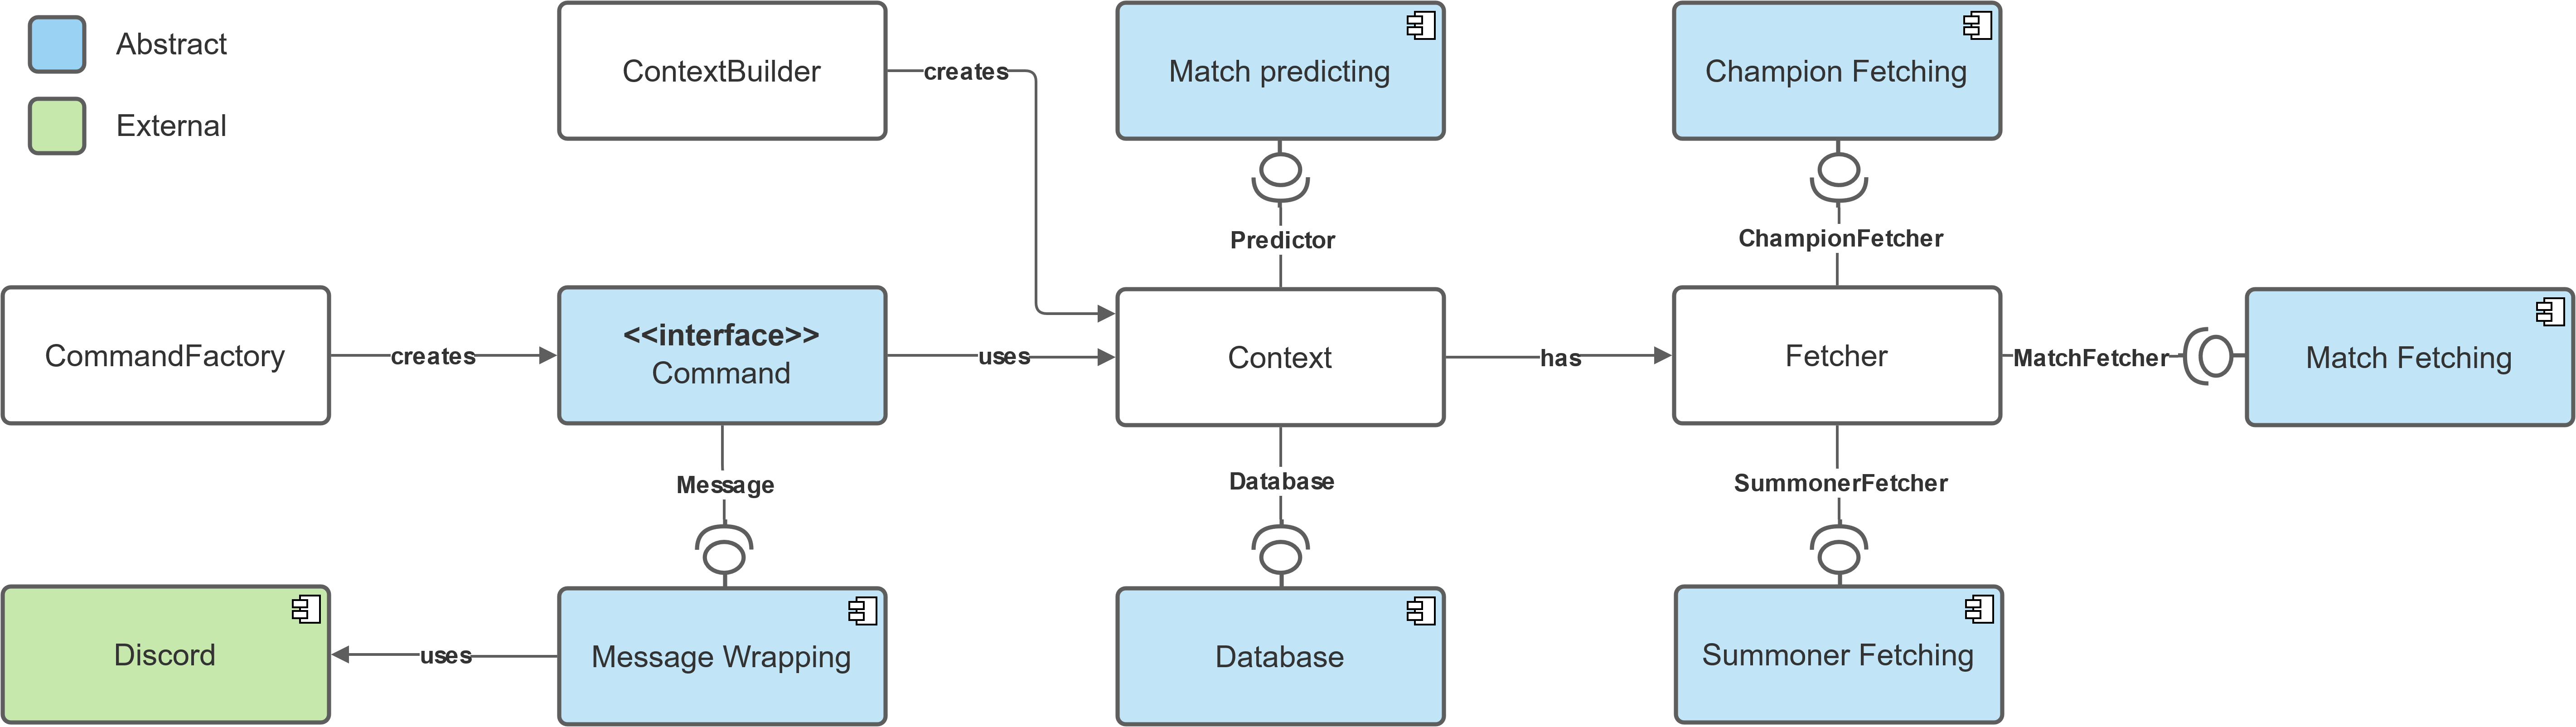 Abstract
External
ContextBuilder
creates
Match predicting
Champion Fetching
Predictor
ChampionFetcher
CommandFactory
creates
<<interface>>
Command
uses
Context
has
Fetcher
MatchFetcher
Match Fetching
Message
Database
SummonerFetcher
Discord
uses
Message Wrapping
Database
Summoner Fetching